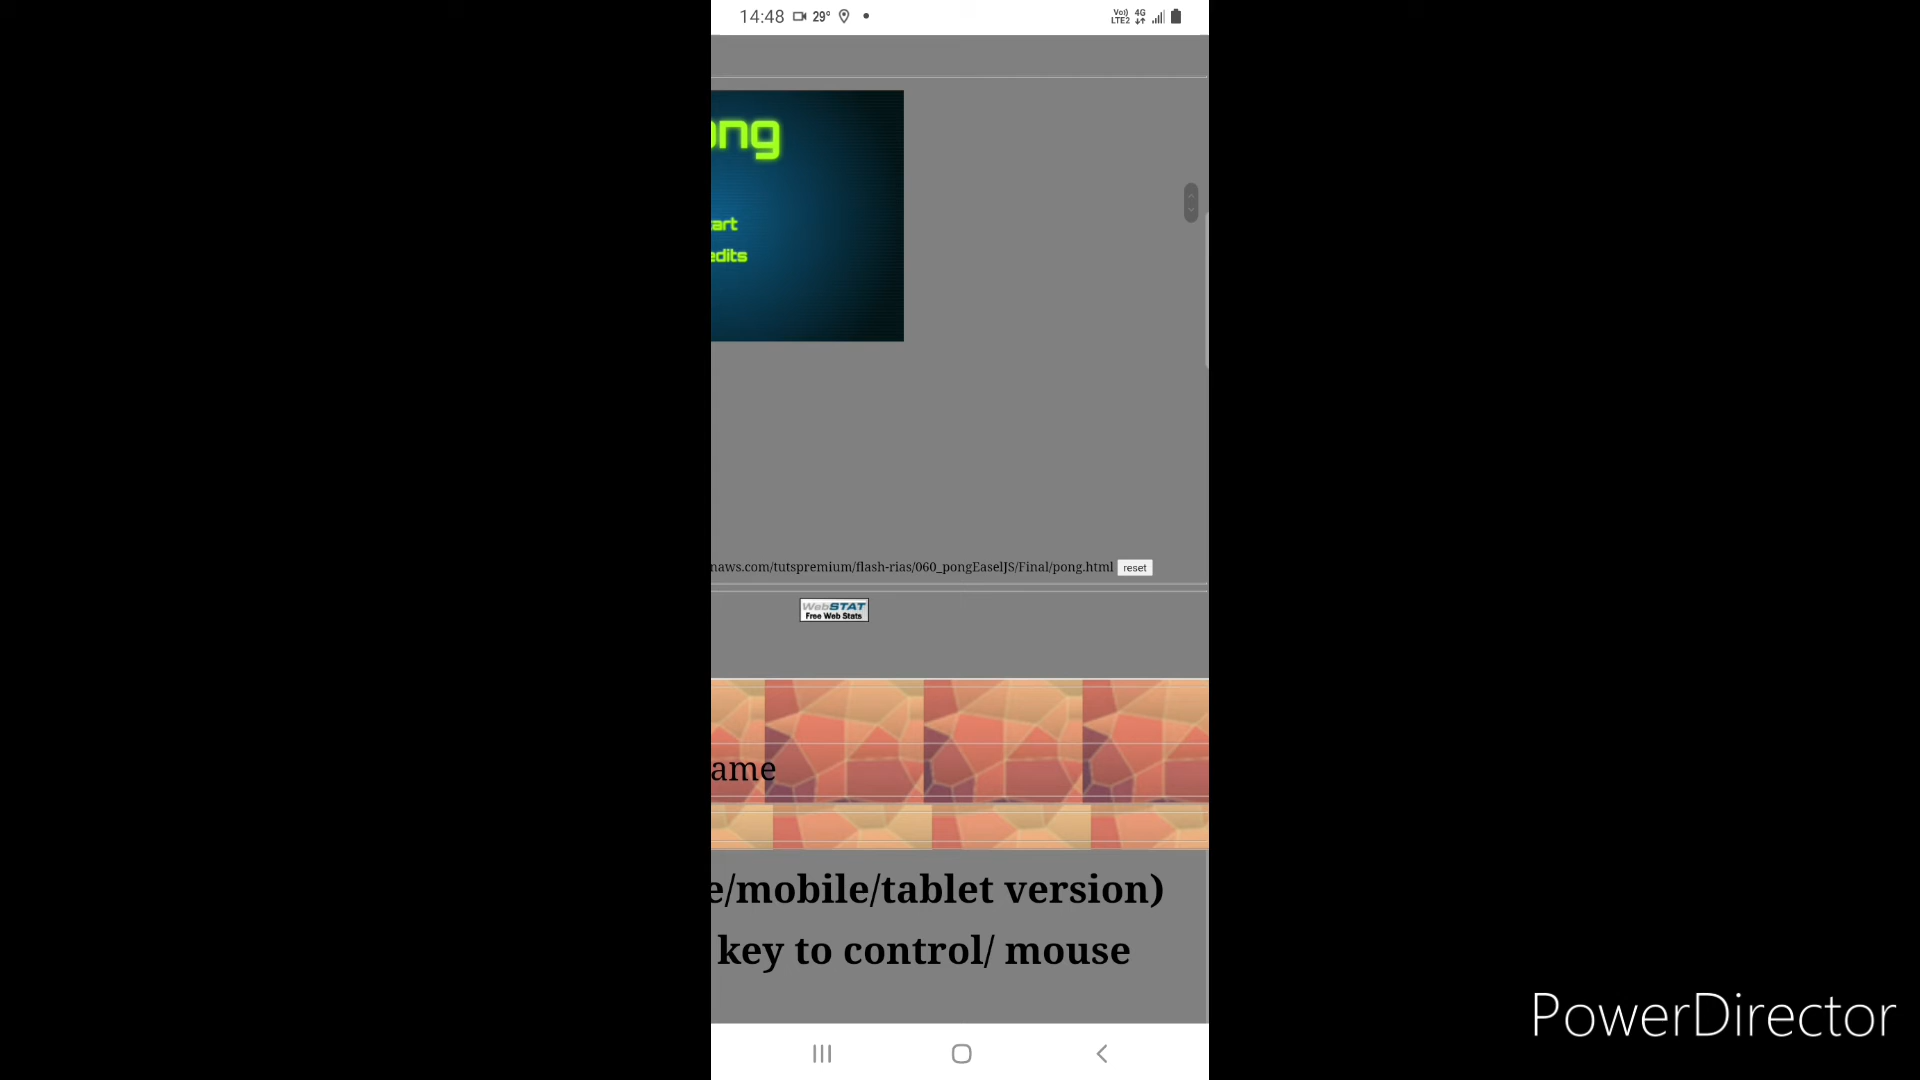 14:48 29°
Vo)) 4G
LTE2
ong
art
edits
naws.com/tutspremium/flash-rias/060_pongEaselJS/Final/pong.html reset
WebSTAT
Free Web Stats
ame
e/mobile/tablet version)
key to control/ mouse
PowerDirector